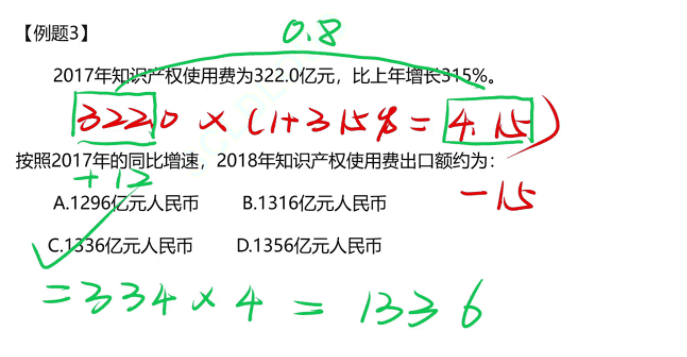 【例题3】
0.8
2017年知识产权使用费为322.0亿元，比上年增长315%。
322.0 × (1+315% = 4.15)
按照2017年的同比增速，2018年知识产权使用费出口额约为：
+12
-15
A.1296亿元人民币 B.1316亿元人民币
C.1336亿元人民币 D.1356亿元人民币
=334×4=1336